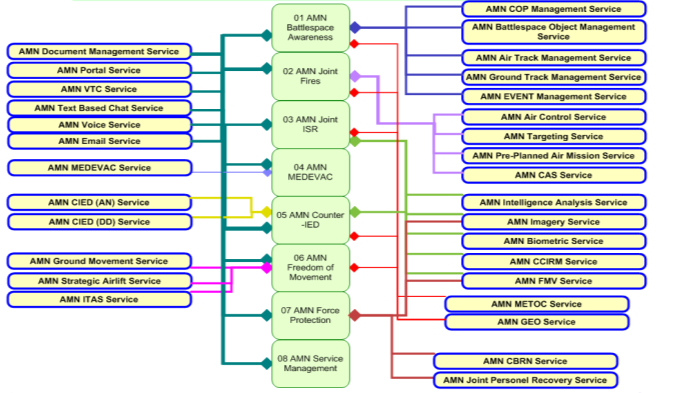 AMN Document Management Service
AMN Portal Service
AMN VTC Service
AMN Text Based Chat Service
AMN Voice Service
AMN Email Service
AMN MEDEVAC Service
AMN CIED (AN) Service
AMN CIED (DD) Service
AMN Ground Movement Service
AMN Strategic Airlift Service
AMN ITAS Service
01 AMN
Battlespace
Awareness
02 AMN Joint
Fires
03 AMN Joint
ISR
04 AMN
MEDEVAC
05 AMN Counter
-IED
06 AMN
Freedom of
Movement
07 AMN Force
Protection
08 AMN Service
Management
AMN COP Management Service
AMN Battlespace Object Management
Service
AMN Air Track Management Service
AMN Ground Track Management Service
AMN EVENT Management Service
AMN Air Control Service
AMN Targeting Service
AMN Pre-Planned Air Mission Service
AMN CAS Service
AMN Intelligence Analysis Service
AMN Imagery Service
AMN Biometric Service
AMN CCIRM Service
AMN FMV Service
AMN METOC Service
AMN GEO Service
AMN CBRN Service
AMN Joint Personel Recovery Service